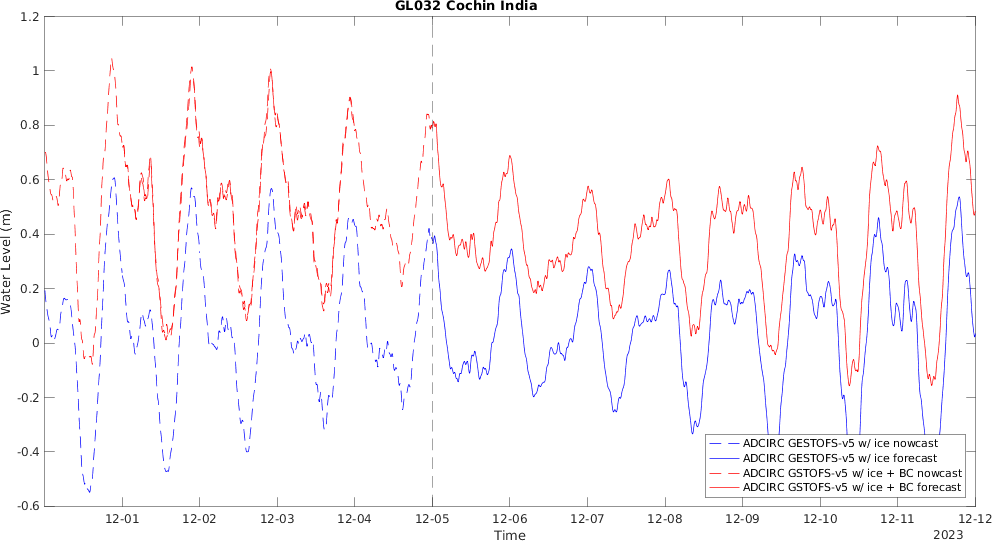 GL032 Cochin India
1.2
1
0.8
0.6
0.4
0.2
0
-0.2
-0.4
-0.6
Water Level (m)
ADCIRC GESTOFS-v5 w/ ice nowcast
ADCIRC GESTOFS-v5 w/ ice forecast
ADCIRC GSTOFS-v5 w/ ice + BC nowcast
ADCIRC GSTOFS-v5 w/ ice + BC forecast
12-01 12-02 12-03 12-04 12-05 12-06 12-07 12-08 12-09 12-10 12-11 12-12
Time
2023